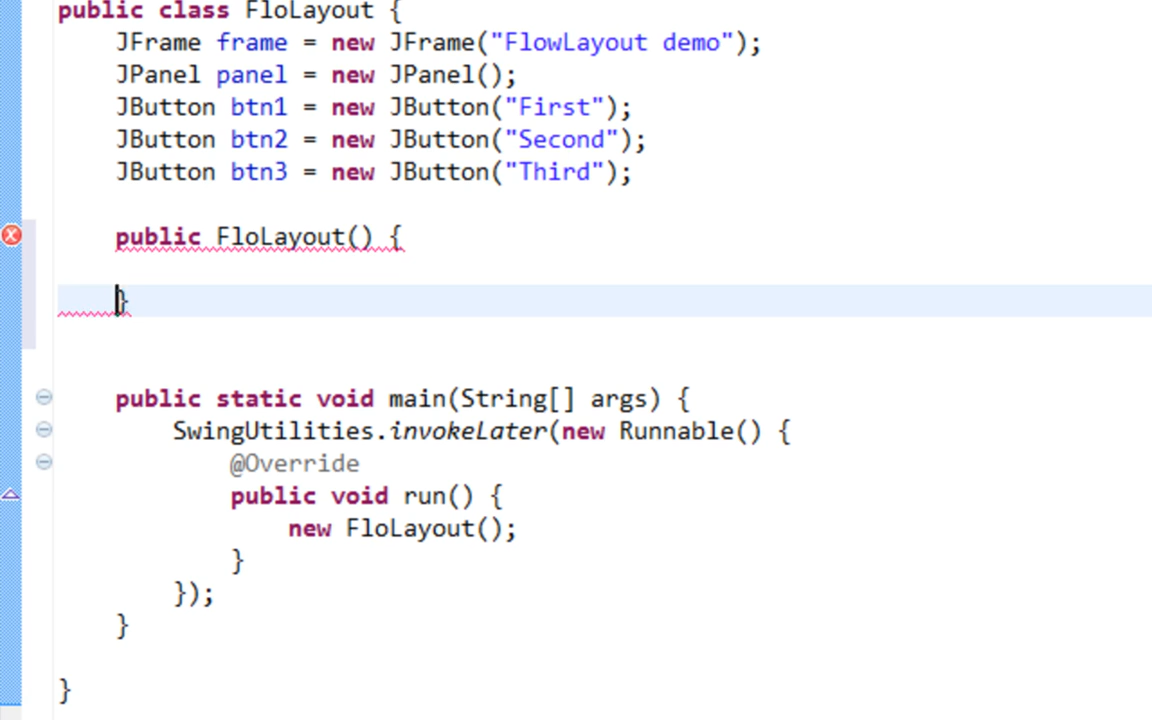 public class FloLayout {
JFrame frame = new JFrame("FlowLayout demo");
JPanel panel = new JPanel();
JButton btn1 = new JButton("First");
JButton btn2 = new JButton("Second");
JButton btn3 = new JButton("Third");
public FloLayout() {
}
public static void main(String[] args) {
SwingUtilities.invokeLater(new Runnable() {
@Override
public void run() {
new FloLayout();
}
});
}
}